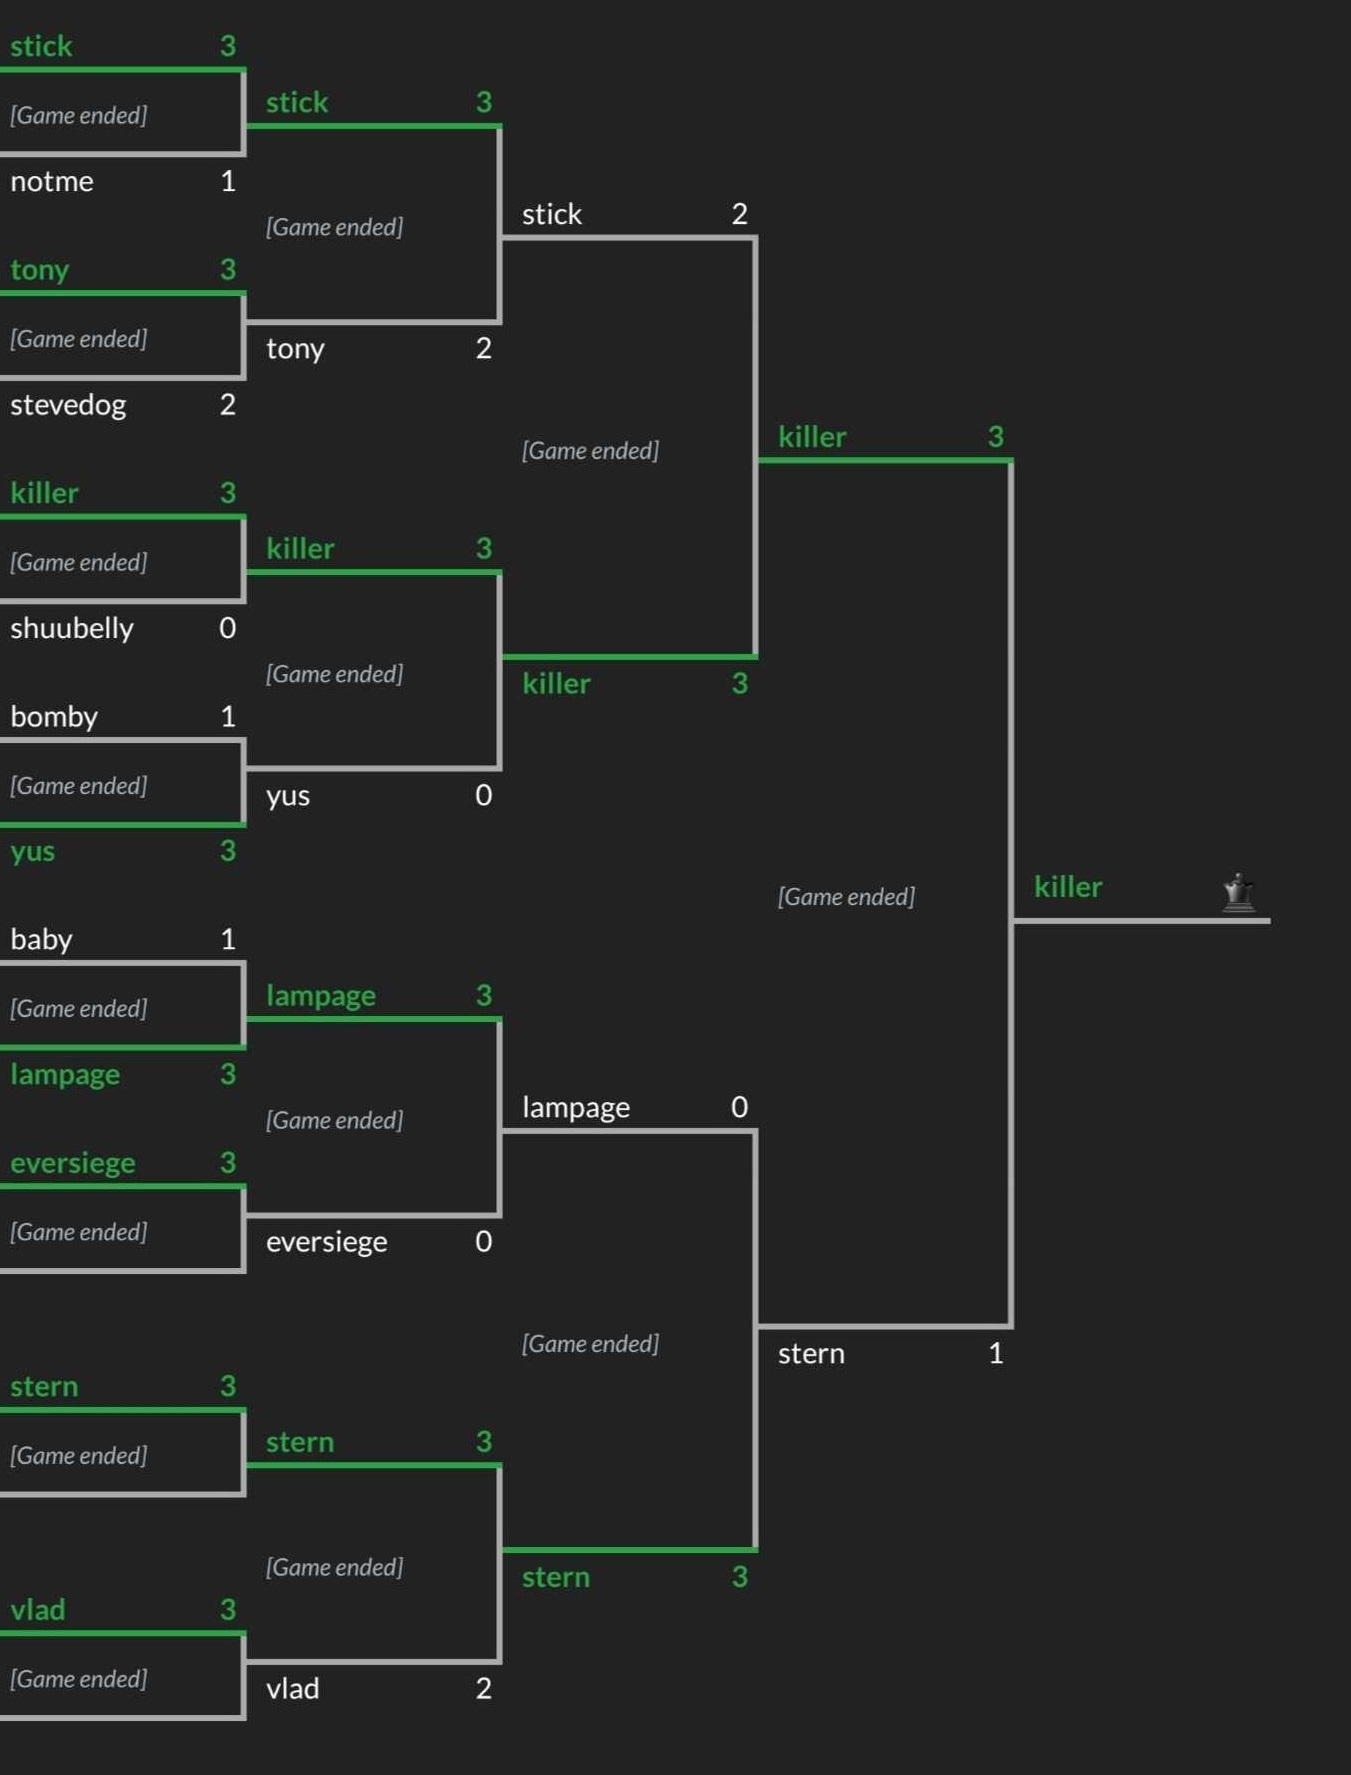 stick 3
[Game ended]
notme 1
tony 3
[Game ended]
stevedog 2
killer 3
[Game ended]
shuubelly 0
bomby 1
[Game ended]
yus 3
baby 1
[Game ended]
lampage 3
eversiege 3
[Game ended]
stern 3
[Game ended]
vlad 3
[Game ended]
stick 3
[Game ended]
tony 2
killer 3
[Game ended]
yus 0
lampage 3
[Game ended]
eversiege 0
stern 3
[Game ended]
vlad 2
stick 2
[Game ended]
killer 3
lampage 0
[Game ended]
stern 3
killer 3
[Game ended]
stern 1
killer